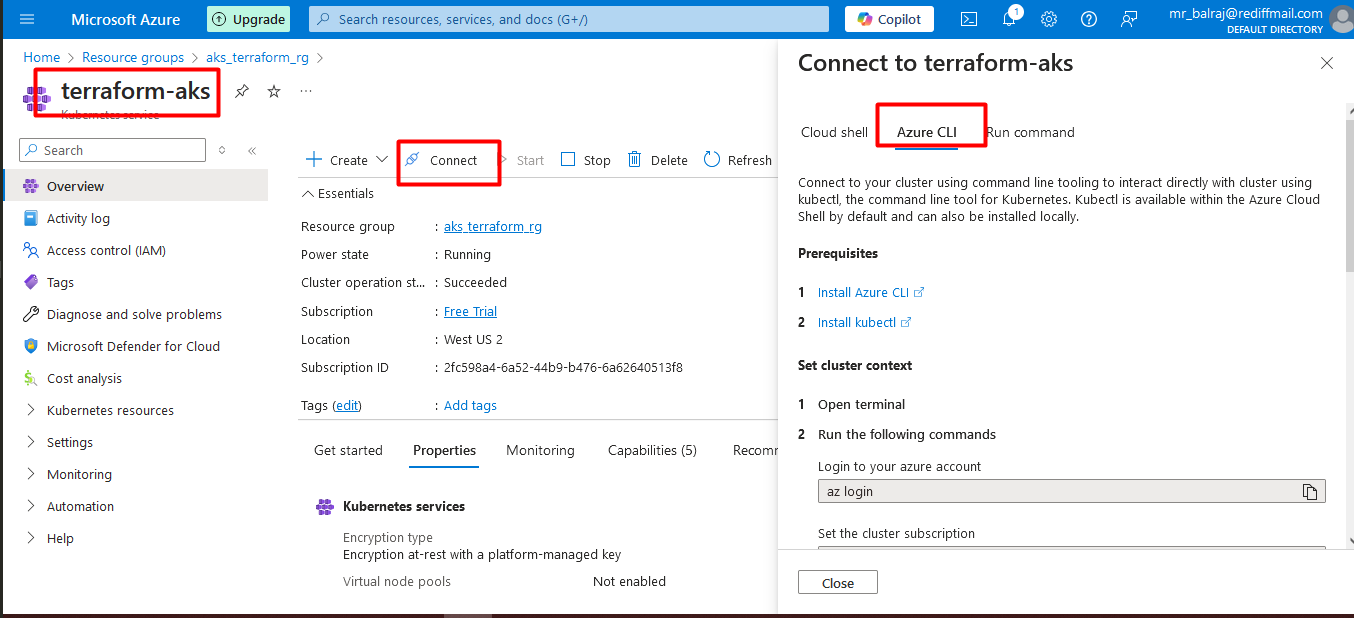 Microsoft Azure
Upgrade
Search resources, services, and docs (G+/)
Copilot
1
mr_balraj@rediffmail.com
DEFAULT DIRECTORY
Home > Resource groups > aks_terraform_rg >
terraform-aks
Kubernetes service
Search
Overview
Activity log
Access control (IAM)
Tags
Diagnose and solve problems
Microsoft Defender for Cloud
Cost analysis
Kubernetes resources
Settings
Monitoring
Automation
Help
Create
Connect
Start
Stop
Delete
Refresh
Essentials
Resource group : aks_terraform_rg
Power state : Running
Cluster operation st... : Succeeded
Subscription : Free Trial
Location : West US 2
Subscription ID : 2fc598a4-6a52-44b9-b476-6a62640513f8
Tags (edit) : Add tags
Get started
Properties
Monitoring
Capabilities (5)
Recomm
Kubernetes services
Encryption type
Encryption at-rest with a platform-managed key
Virtual node pools Not enabled
Connect to terraform-aks
Cloud shell
Azure CLI
Run command
Connect to your cluster using command line tooling to interact directly with cluster using
kubectl, the command line tool for Kubernetes. Kubectl is available within the Azure Cloud
Shell by default and can also be installed locally.
Prerequisites
1 Install Azure CLI
2 Install kubectl
Set cluster context
1 Open terminal
2 Run the following commands
Login to your azure account
az login
Set the cluster subscription
Close